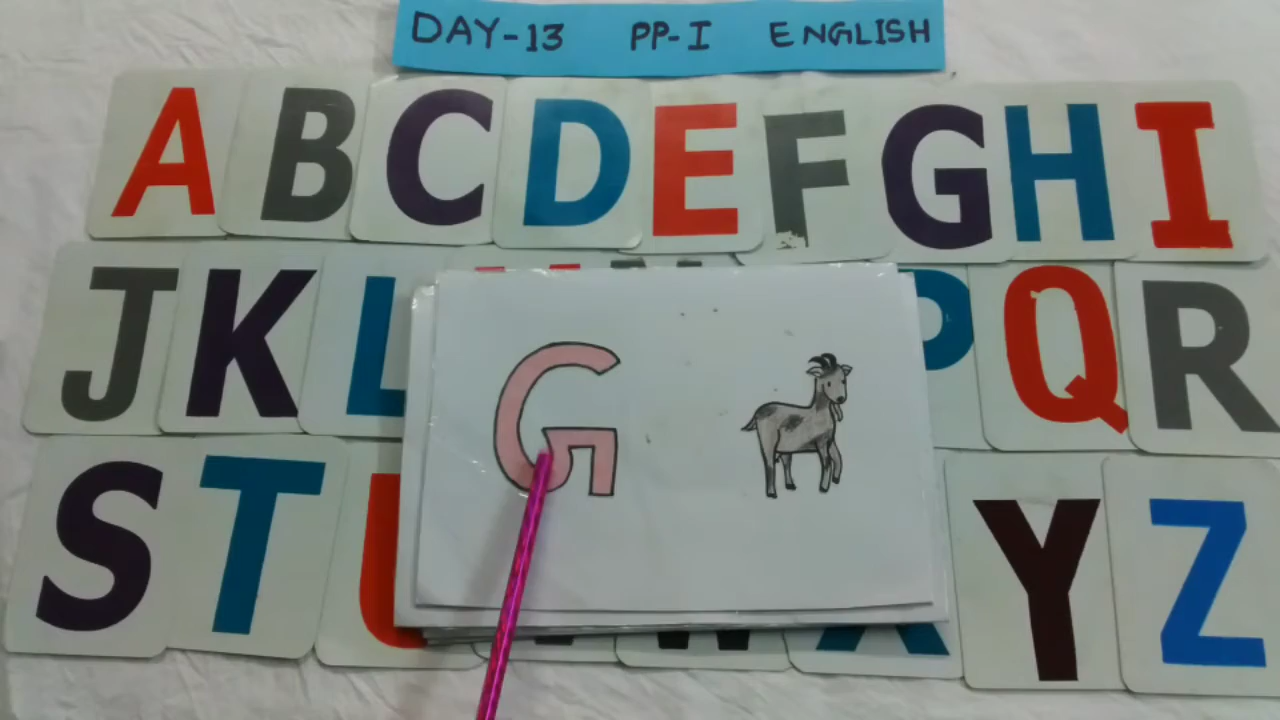 DAY-13 PP-I ENGLISH
A B C D E F G H I
J K L P Q R
G
S T U Y Z